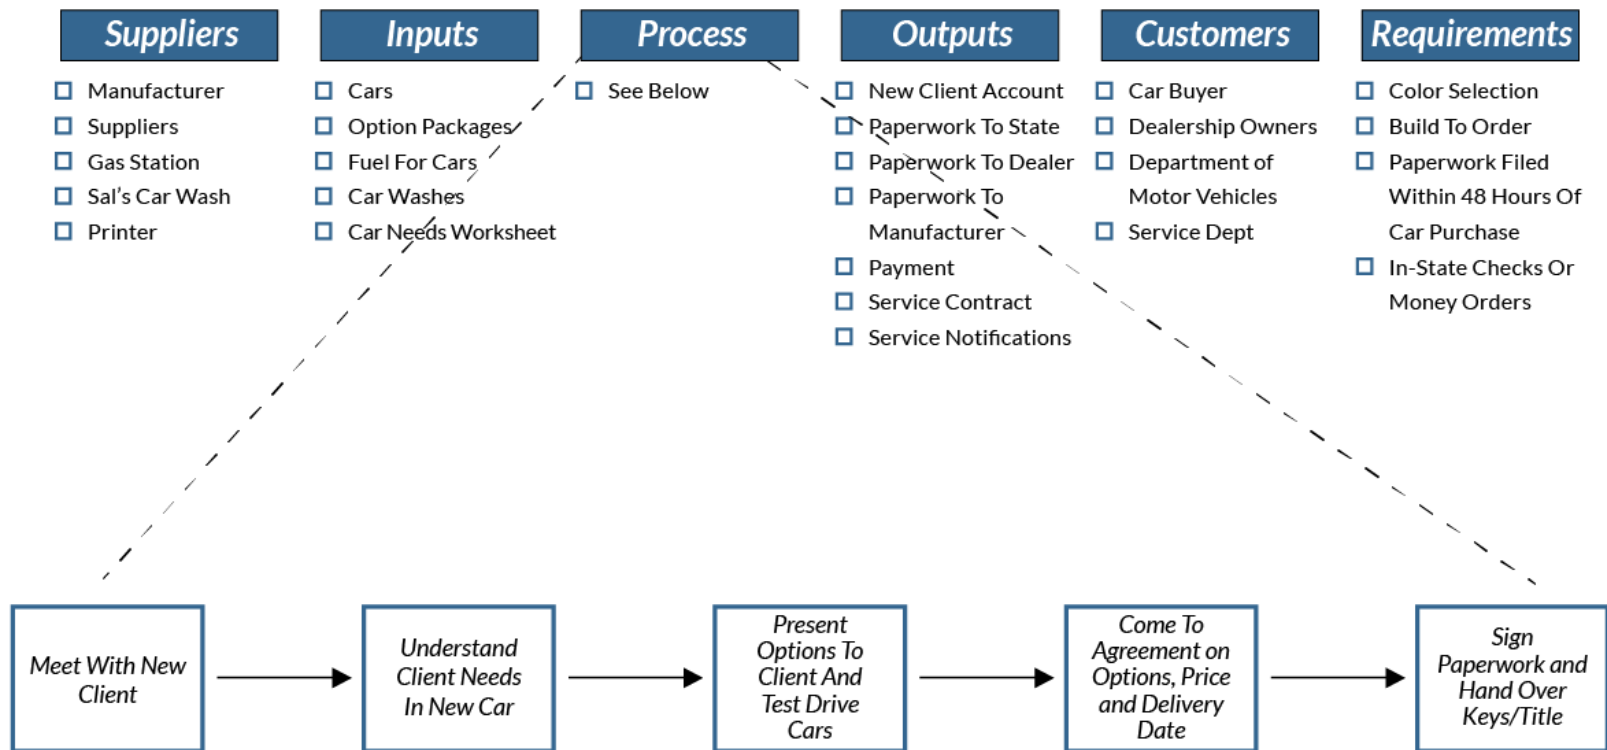 Suppliers
Manufacturer
Suppliers
Gas Station
Sal's Car Wash
Printer
Inputs
Cars
Option Packages
Fuel For Cars
Car Washes
Car Needs Worksheet
Process
See Below
Outputs
New Client Account
Paperwork To State
Paperwork To Dealer
Paperwork To
Manufacturer
Payment
Service Contract
Service Notifications
Customers
Car Buyer
Dealership Owners
Department of
Motor Vehicles
Service Dept
Requirements
Color Selection
Build To Order
Paperwork Filed
Within 48 Hours Of
Car Purchase
In-State Checks Or
Money Orders
Meet With New
Client
Understand
Client Needs
In New Car
Present
Options To
Client And
Test Drive
Cars
Come To
Agreement on
Options, Price
and Delivery
Date
Sign
Paperwork and
Hand Over
Keys/Title